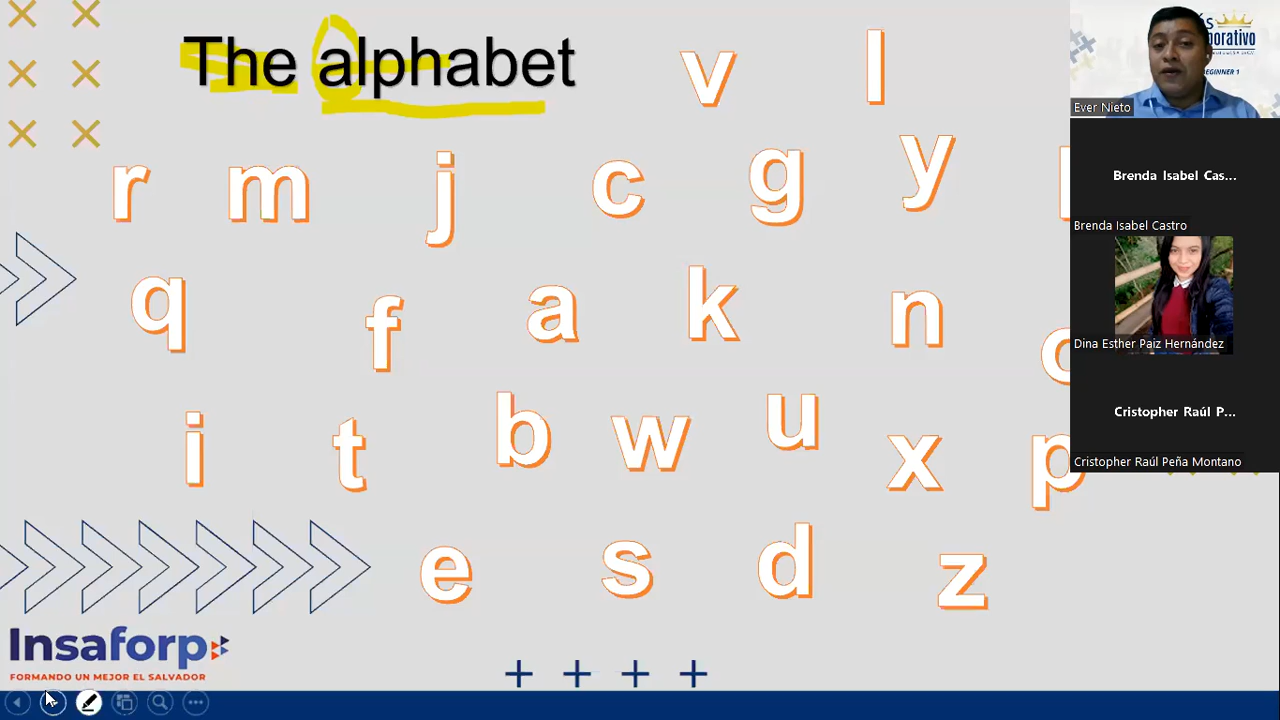 The alphabet
v l
r m j c g y
q f a k n
i t b w u x p
e s d z
Insaforp
FORMANDO UN MEJOR EL SALVADOR
BEGINNER 1
Ever Nieto
Brenda Isabel Cas...
Brenda Isabel Castro
Dina Esther Paiz Hernández
Cristopher Raúl P...
Cristopher Raúl Peña Montano